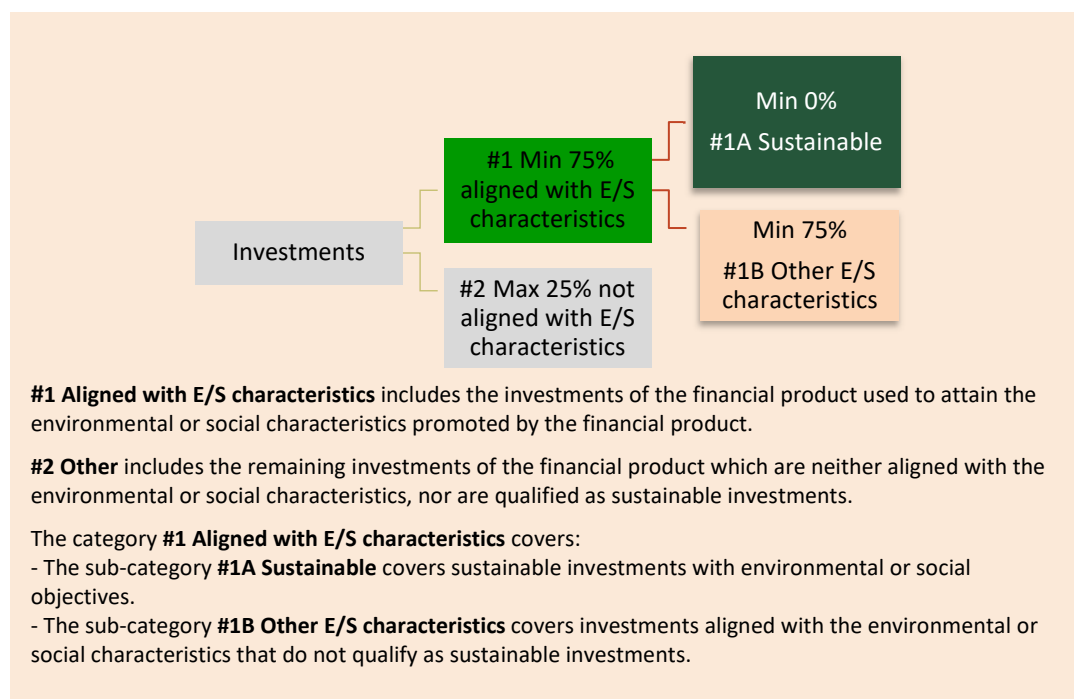 Min 0%
#1A Sustainable
#1 Min 75%
aligned with E/S
characteristics
Min 75%
#1B Other E/S
characteristics
Investments
#2 Max 25% not
aligned with E/S
characteristics
#1 Aligned with E/S characteristics includes the investments of the financial product used to attain the
environmental or social characteristics promoted by the financial product.
#2 Other includes the remaining investments of the financial product which are neither aligned with the
environmental or social characteristics, nor are qualified as sustainable investments.
The category #1 Aligned with E/S characteristics covers:
- The sub-category #1A Sustainable covers sustainable investments with environmental or social
objectives.
- The sub-category #1B Other E/S characteristics covers investments aligned with the environmental or
social characteristics that do not qualify as sustainable investments.